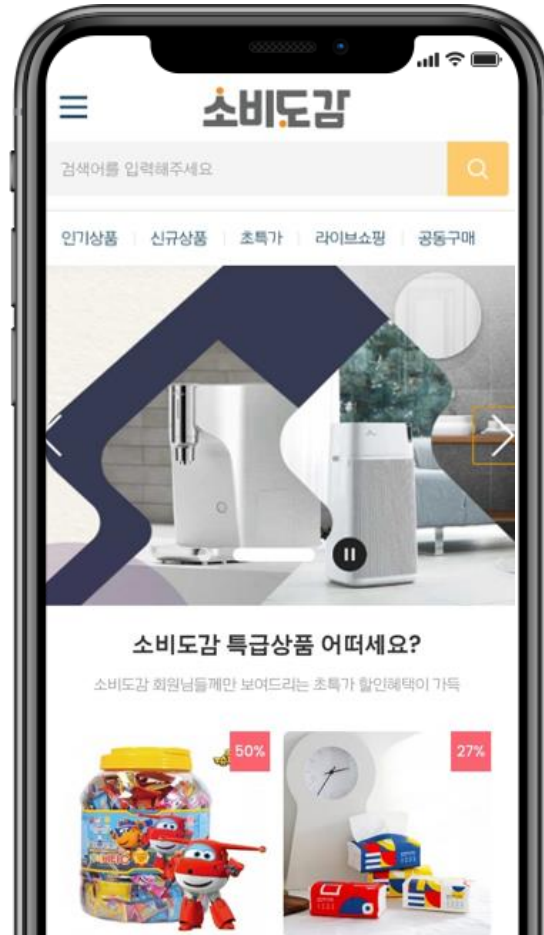 소비도감
검색어를 입력해주세요
인기상품 신규상품 초특가 라이브쇼핑 공동구매
소비도감 특급상품 어떠세요?
소비도감 회원님들께만 보여드리는 초특가 할인혜택이 가득
50%
27%